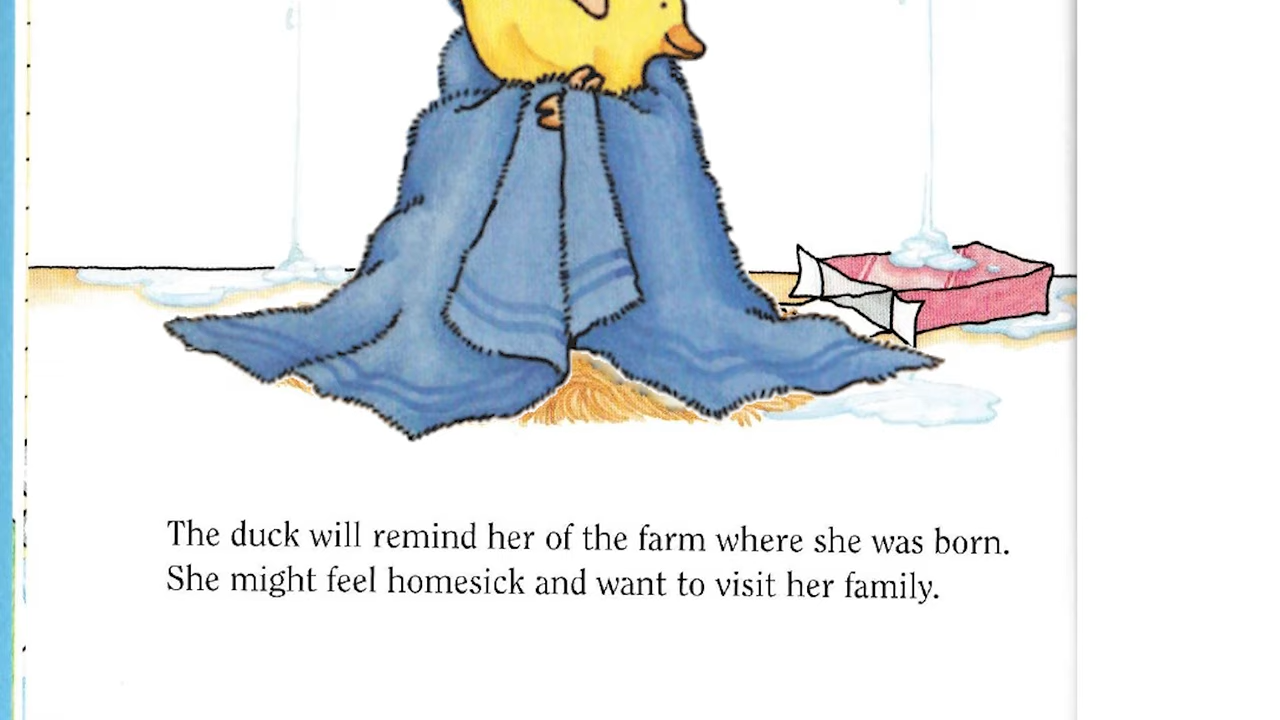 The duck will remind her of the farm where she was born.
She might feel homesick and want to visit her family.